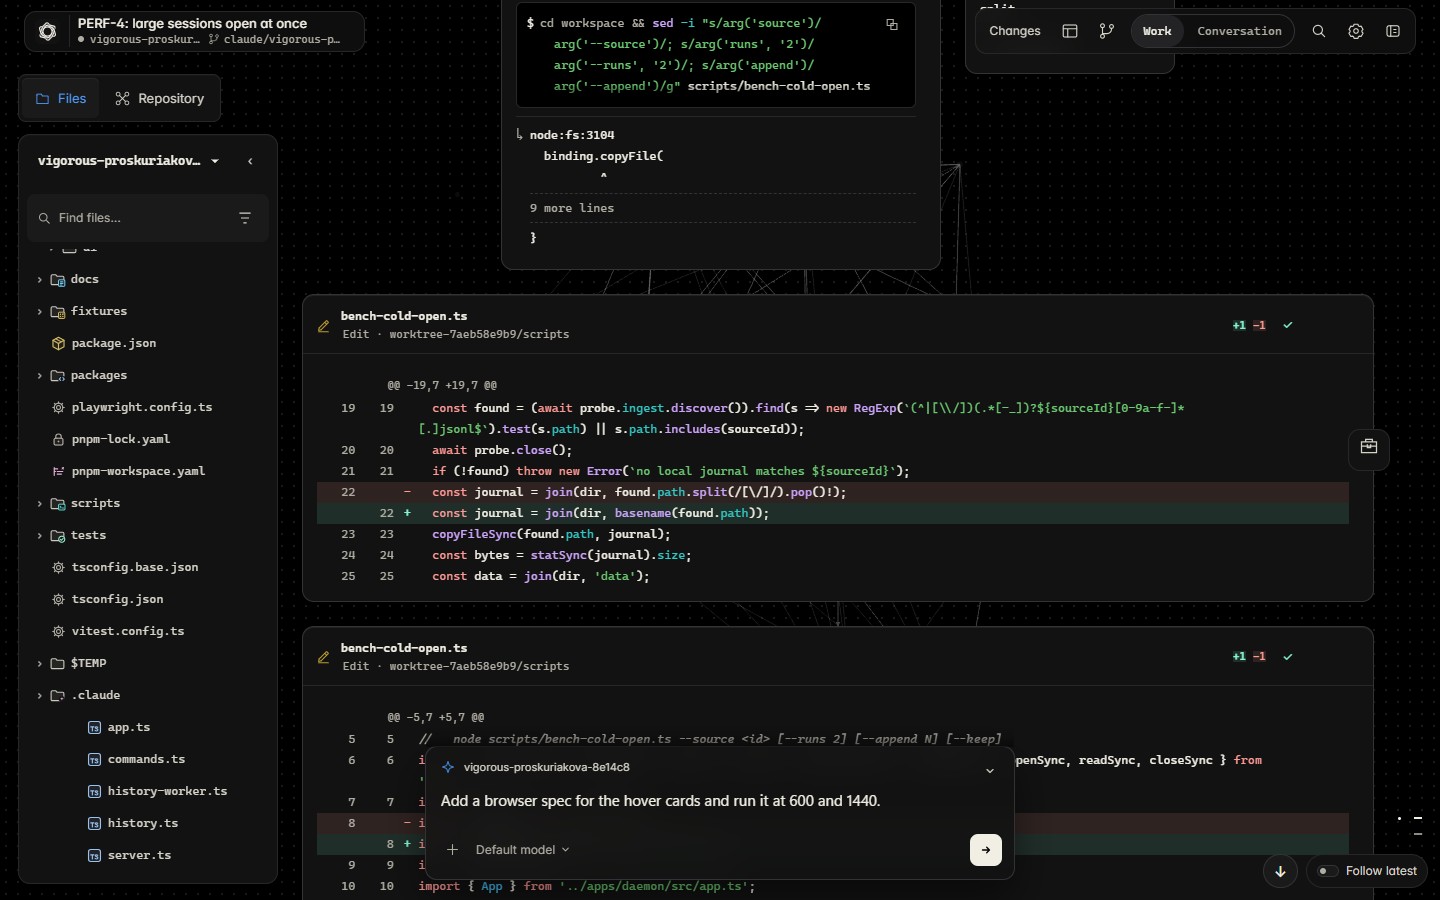 PERF-4: large sessions open at once
vigorous-proskur… claude/vigorous-p…
Changes
Work
Conversation
Files
Repository
vigorous-proskuriakov…
Find files...
docs
fixtures
package.json
packages
playwright.config.ts
pnpm-lock.yaml
pnpm-workspace.yaml
scripts
tests
tsconfig.base.json
tsconfig.json
vitest.config.ts
$TEMP
.claude
app.ts
commands.ts
history-worker.ts
history.ts
server.ts
$ cd workspace && sed -i "s/arg('source')/
arg('--source')/; s/arg('runs', '2')/
arg('--runs', '2')/; s/arg('append')/
arg('--append')/g" scripts/bench-cold-open.ts
↳ node:fs:3104
binding.copyFile(
^
9 more lines
}
bench-cold-open.ts
Edit · worktree-7aeb58e9b9/scripts
+1 -1
@@ -19,7 +19,7 @@
19 19 const found = (await probe.ingest.discover()).find(s => new RegExp(`(^|[\\/])(.*[-_])?${sourceId}[0-9a-f-]*
[.]jsonl$`).test(s.path) || s.path.includes(sourceId));
20 20 await probe.close();
21 21 if (!found) throw new Error(`no local journal matches ${sourceId}`);
22 - const journal = join(dir, found.path.split(/[\/]/).pop()!);
22 + const journal = join(dir, basename(found.path));
23 23 copyFileSync(found.path, journal);
24 24 const bytes = statSync(journal).size;
25 25 const data = join(dir, 'data');
bench-cold-open.ts
Edit · worktree-7aeb58e9b9/scripts
+1 -1
@@ -5,7 +5,7 @@
5 5 // node scripts/bench-cold-open.ts --source <id> [--runs 2] [--append N] [--keep]
6 6 i penSync, readSync, closeSync } from
'
7 7 i
8 - i
8 + i
9 9 i
10 10 import { App } from '../apps/daemon/src/app.ts';
vigorous-proskuriakova-8e14c8
Add a browser spec for the hover cards and run it at 600 and 1440.
Default model
Follow latest